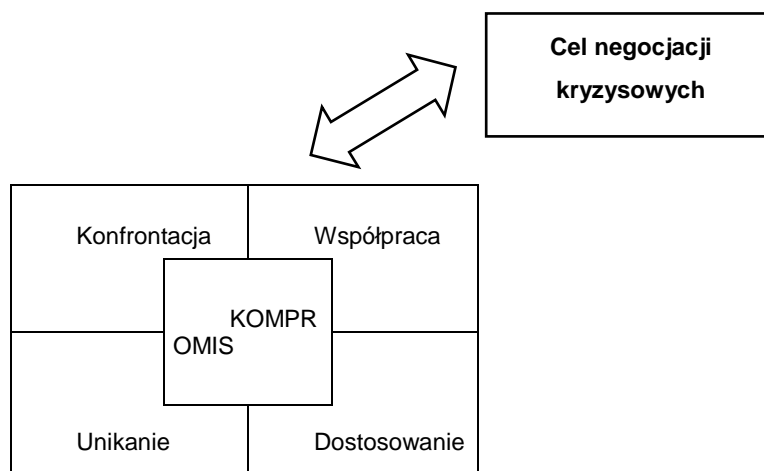 Cel negocjacji
kryzysowych
Konfrontacja
Współpraca
KOMPR
OMIS
Unikanie
Dostosowanie